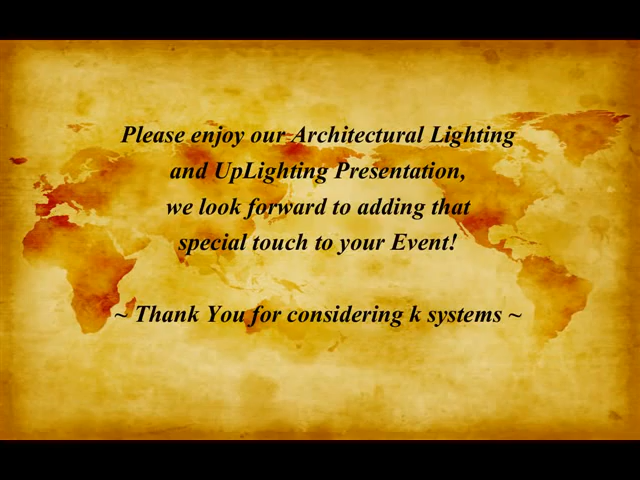 Please enjoy our Architectural Lighting
and UpLighting Presentation,
we look forward to adding that
special touch to your Event!
~ Thank You for considering k systems ~